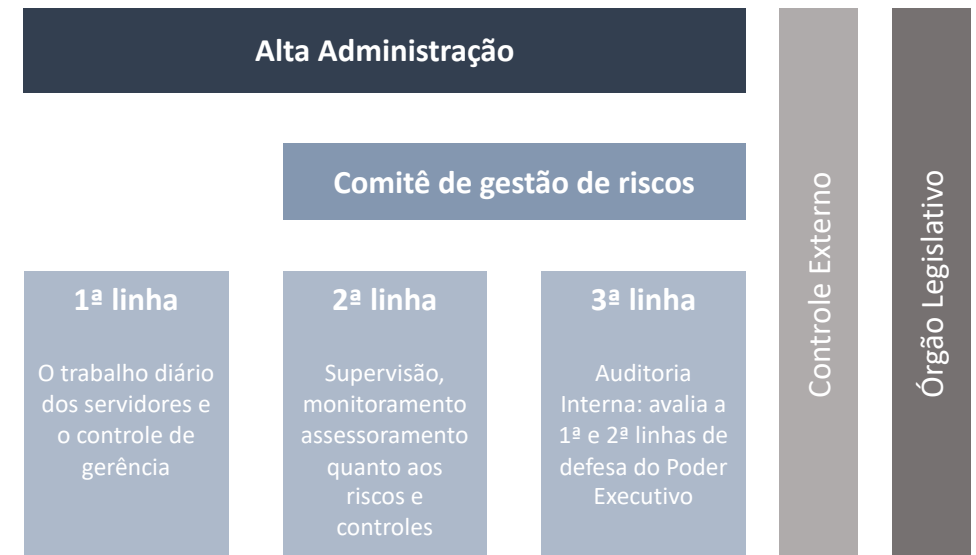 Alta Administração
Comitê de gestão de riscos
1ª linha
O trabalho diário
dos servidores e
o controle de
gerência
2ª linha
Supervisão,
monitoramento
assessoramento
quanto aos
riscos e
controles
3ª linha
Auditoria
Interna: avalia a
1ª e 2ª linhas de
defesa do Poder
Executivo
Controle Externo
Órgão Legislativo